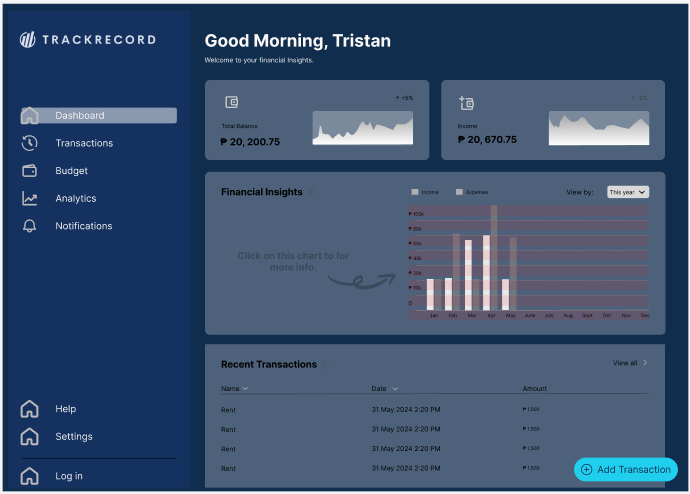 TRACKRECORD
Dashboard
Transactions
Budget
Analytics
Notifications
Help
Settings
Log in
Good Morning, Tristan
Welcome to your financial Insights.
+5%
Total Balance
₱ 20, 200.75
Income
₱ 20, 670.75
Financial Insights
Income
Expenses
View by:
This year
Click on this chart to for
more info.
₱ 100k
₱ 80k
₱ 60k
₱ 40k
₱ 20k
₱ 10k
0
Jan Feb Mar Apr May June July Aug Sept Oct Nov Dec
Recent Transactions
View all
Name Date Amount
Rent 31 May 2024 2:20 PM ₱ 1,500
Rent 31 May 2024 2:20 PM ₱ 1,500
Rent 31 May 2024 2:20 PM ₱ 1,500
Rent 31 May 2024 2:20 PM ₱ 1,500
Add Transaction